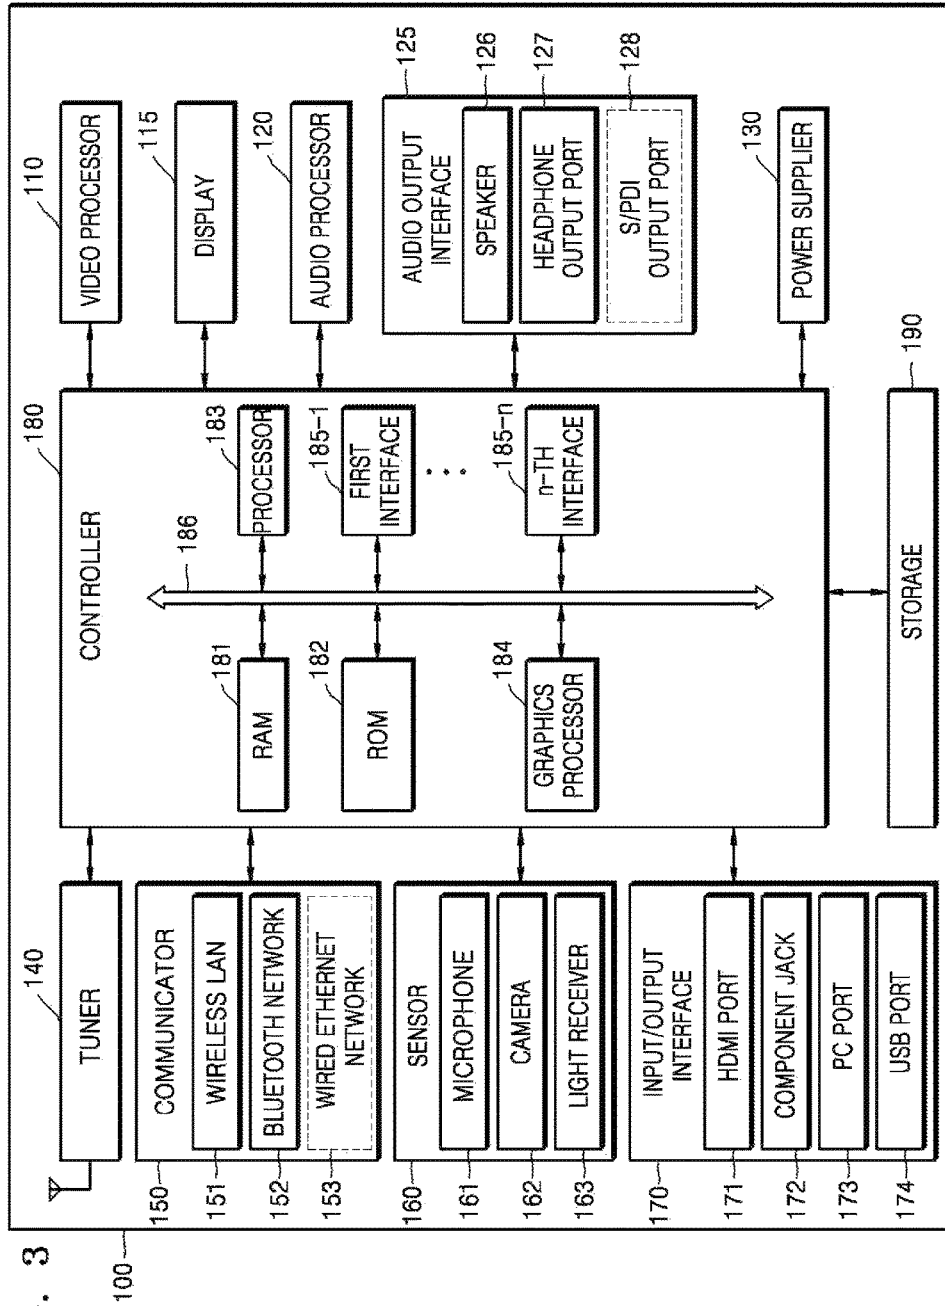 . 3
100
140
TUNER
150
COMMUNICATOR
151
WIRELESS LAN
152
BLUETOOTH NETWORK
153
WIRED ETHERNET
NETWORK
160
SENSOR
161
MICROPHONE
162
CAMERA
163
LIGHT RECEIVER
170
INPUT/OUTPUT
INTERFACE
171
HDMI PORT
172
COMPONENT JACK
173
PC PORT
174
USB PORT
180
CONTROLLER
181
RAM
182
ROM
184
GRAPHICS
PROCESSOR
186
183
PROCESSOR
185-1
FIRST
INTERFACE
185-n
n-TH
INTERFACE
190
STORAGE
110
VIDEO PROCESSOR
115
DISPLAY
120
AUDIO PROCESSOR
125
AUDIO OUTPUT
INTERFACE
126
SPEAKER
127
HEADPHONE
OUTPUT PORT
128
S/PDI
OUTPUT PORT
130
POWER SUPPLIER